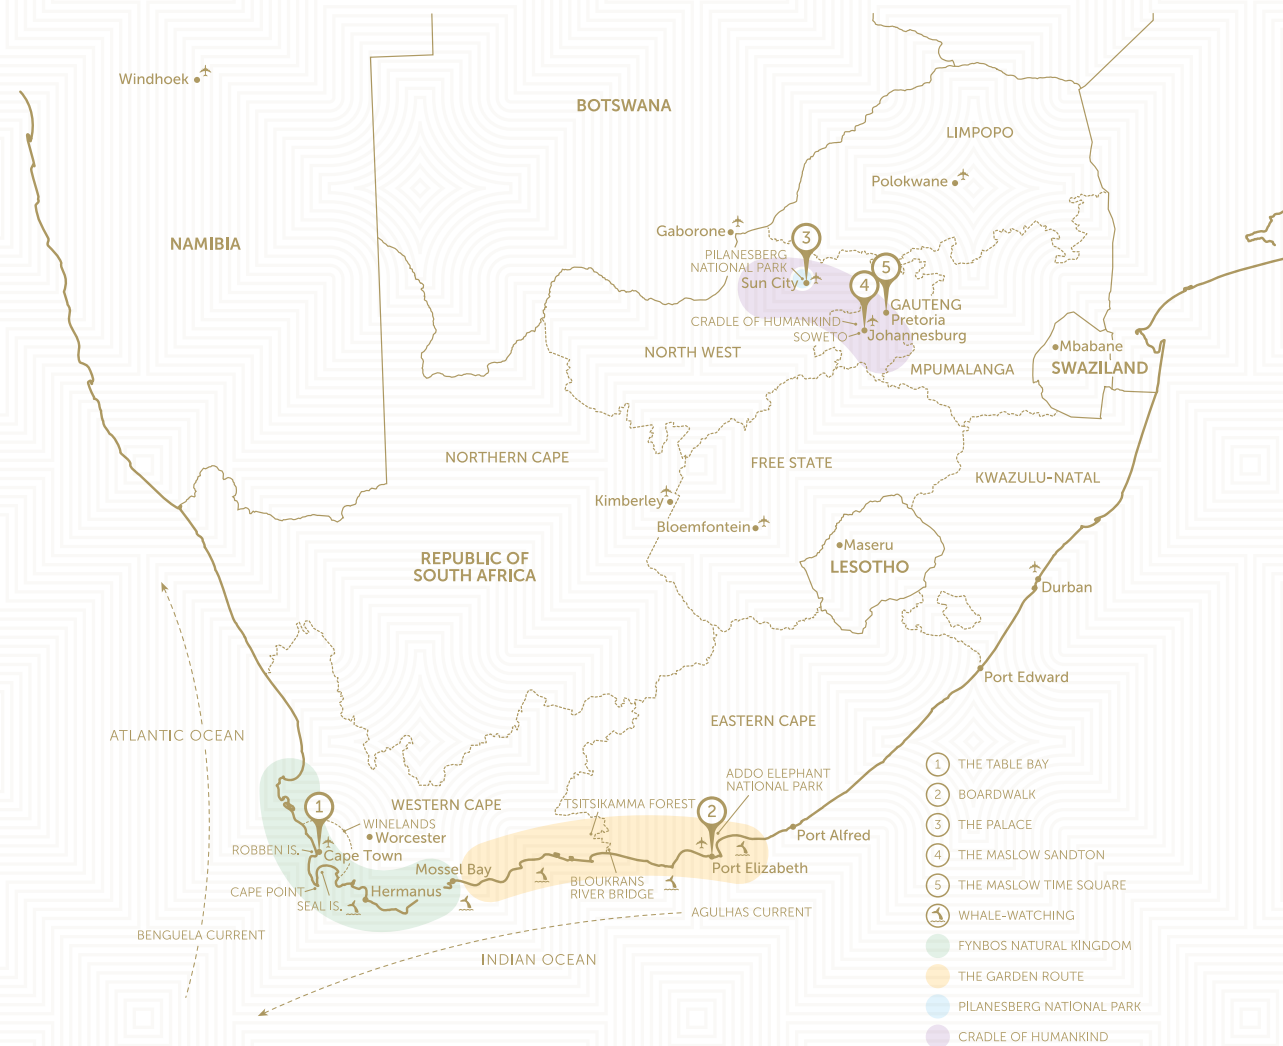 Windhoek
BOTSWANA
LIMPOPO
Polokwane
NAMIBIA
Gaborone
3
PILANESBERG
NATIONAL PARK
Sun City
5
4
GAUTENG
Pretoria
CRADLE OF HUMANKIND
SOWETO
Johannesburg
NORTH WEST
Mbabane
SWAZILAND
MPUMALANGA
NORTHERN CAPE
FREE STATE
KWAZULU-NATAL
Kimberley
Bloemfontein
Maseru
LESOTHO
REPUBLIC OF
SOUTH AFRICA
Durban
Port Edward
EASTERN CAPE
ATLANTIC OCEAN
ADDO ELEPHANT
NATIONAL PARK
WESTERN CAPE
TSITSIKAMMA FOREST
1
2
WINELANDS
Worcester
Port Alfred
ROBBEN IS.
Cape Town
Mossel Bay
Port Elizabeth
CAPE POINT
Hermanus
BLOUKRANS
RIVER BRIDGE
SEAL IS.
AGULHAS CURRENT
BENGUELA CURRENT
INDIAN OCEAN
1 THE TABLE BAY
2 BOARDWALK
3 THE PALACE
4 THE MASLOW SANDTON
5 THE MASLOW TIME SQUARE
WHALE-WATCHING
FYNBOS NATURAL KINGDOM
THE GARDEN ROUTE
PILANESBERG NATIONAL PARK
CRADLE OF HUMANKIND